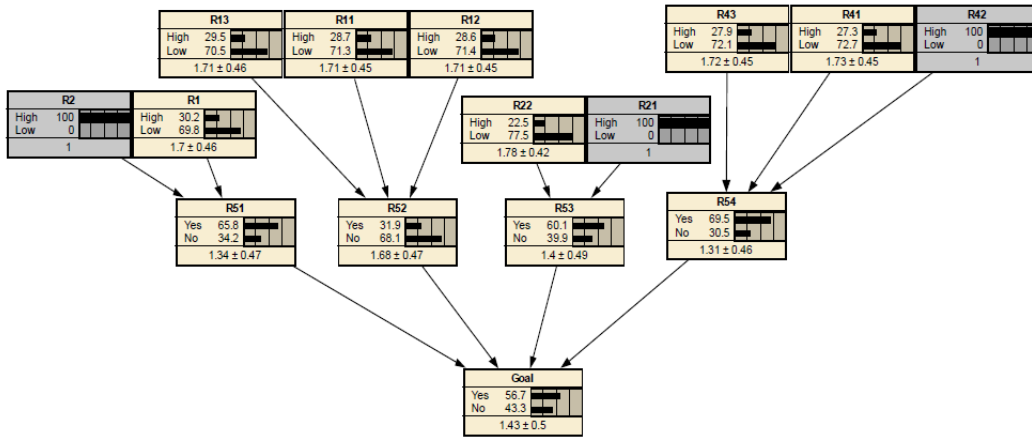 R13
High 29.5
Low 70.5
1.71 ± 0.46
R11
High 28.7
Low 71.3
1.71 ± 0.45
R12
High 28.6
Low 71.4
1.71 ± 0.45
R43
High 27.9
Low 72.1
1.72 ± 0.45
R41
High 27.3
Low 72.7
1.73 ± 0.45
R42
High 100
Low 0
1
R2
High 100
Low 0
1
R1
High 30.2
Low 69.8
1.7 ± 0.46
R22
High 22.5
Low 77.5
1.78 ± 0.42
R21
High 100
Low 0
1
R51
Yes 65.8
No 34.2
1.34 ± 0.47
R52
Yes 31.9
No 68.1
1.68 ± 0.47
R53
Yes 60.1
No 39.9
1.4 ± 0.49
R54
Yes 69.5
No 30.5
1.31 ± 0.46
Goal
Yes 56.7
No 43.3
1.43 ± 0.5